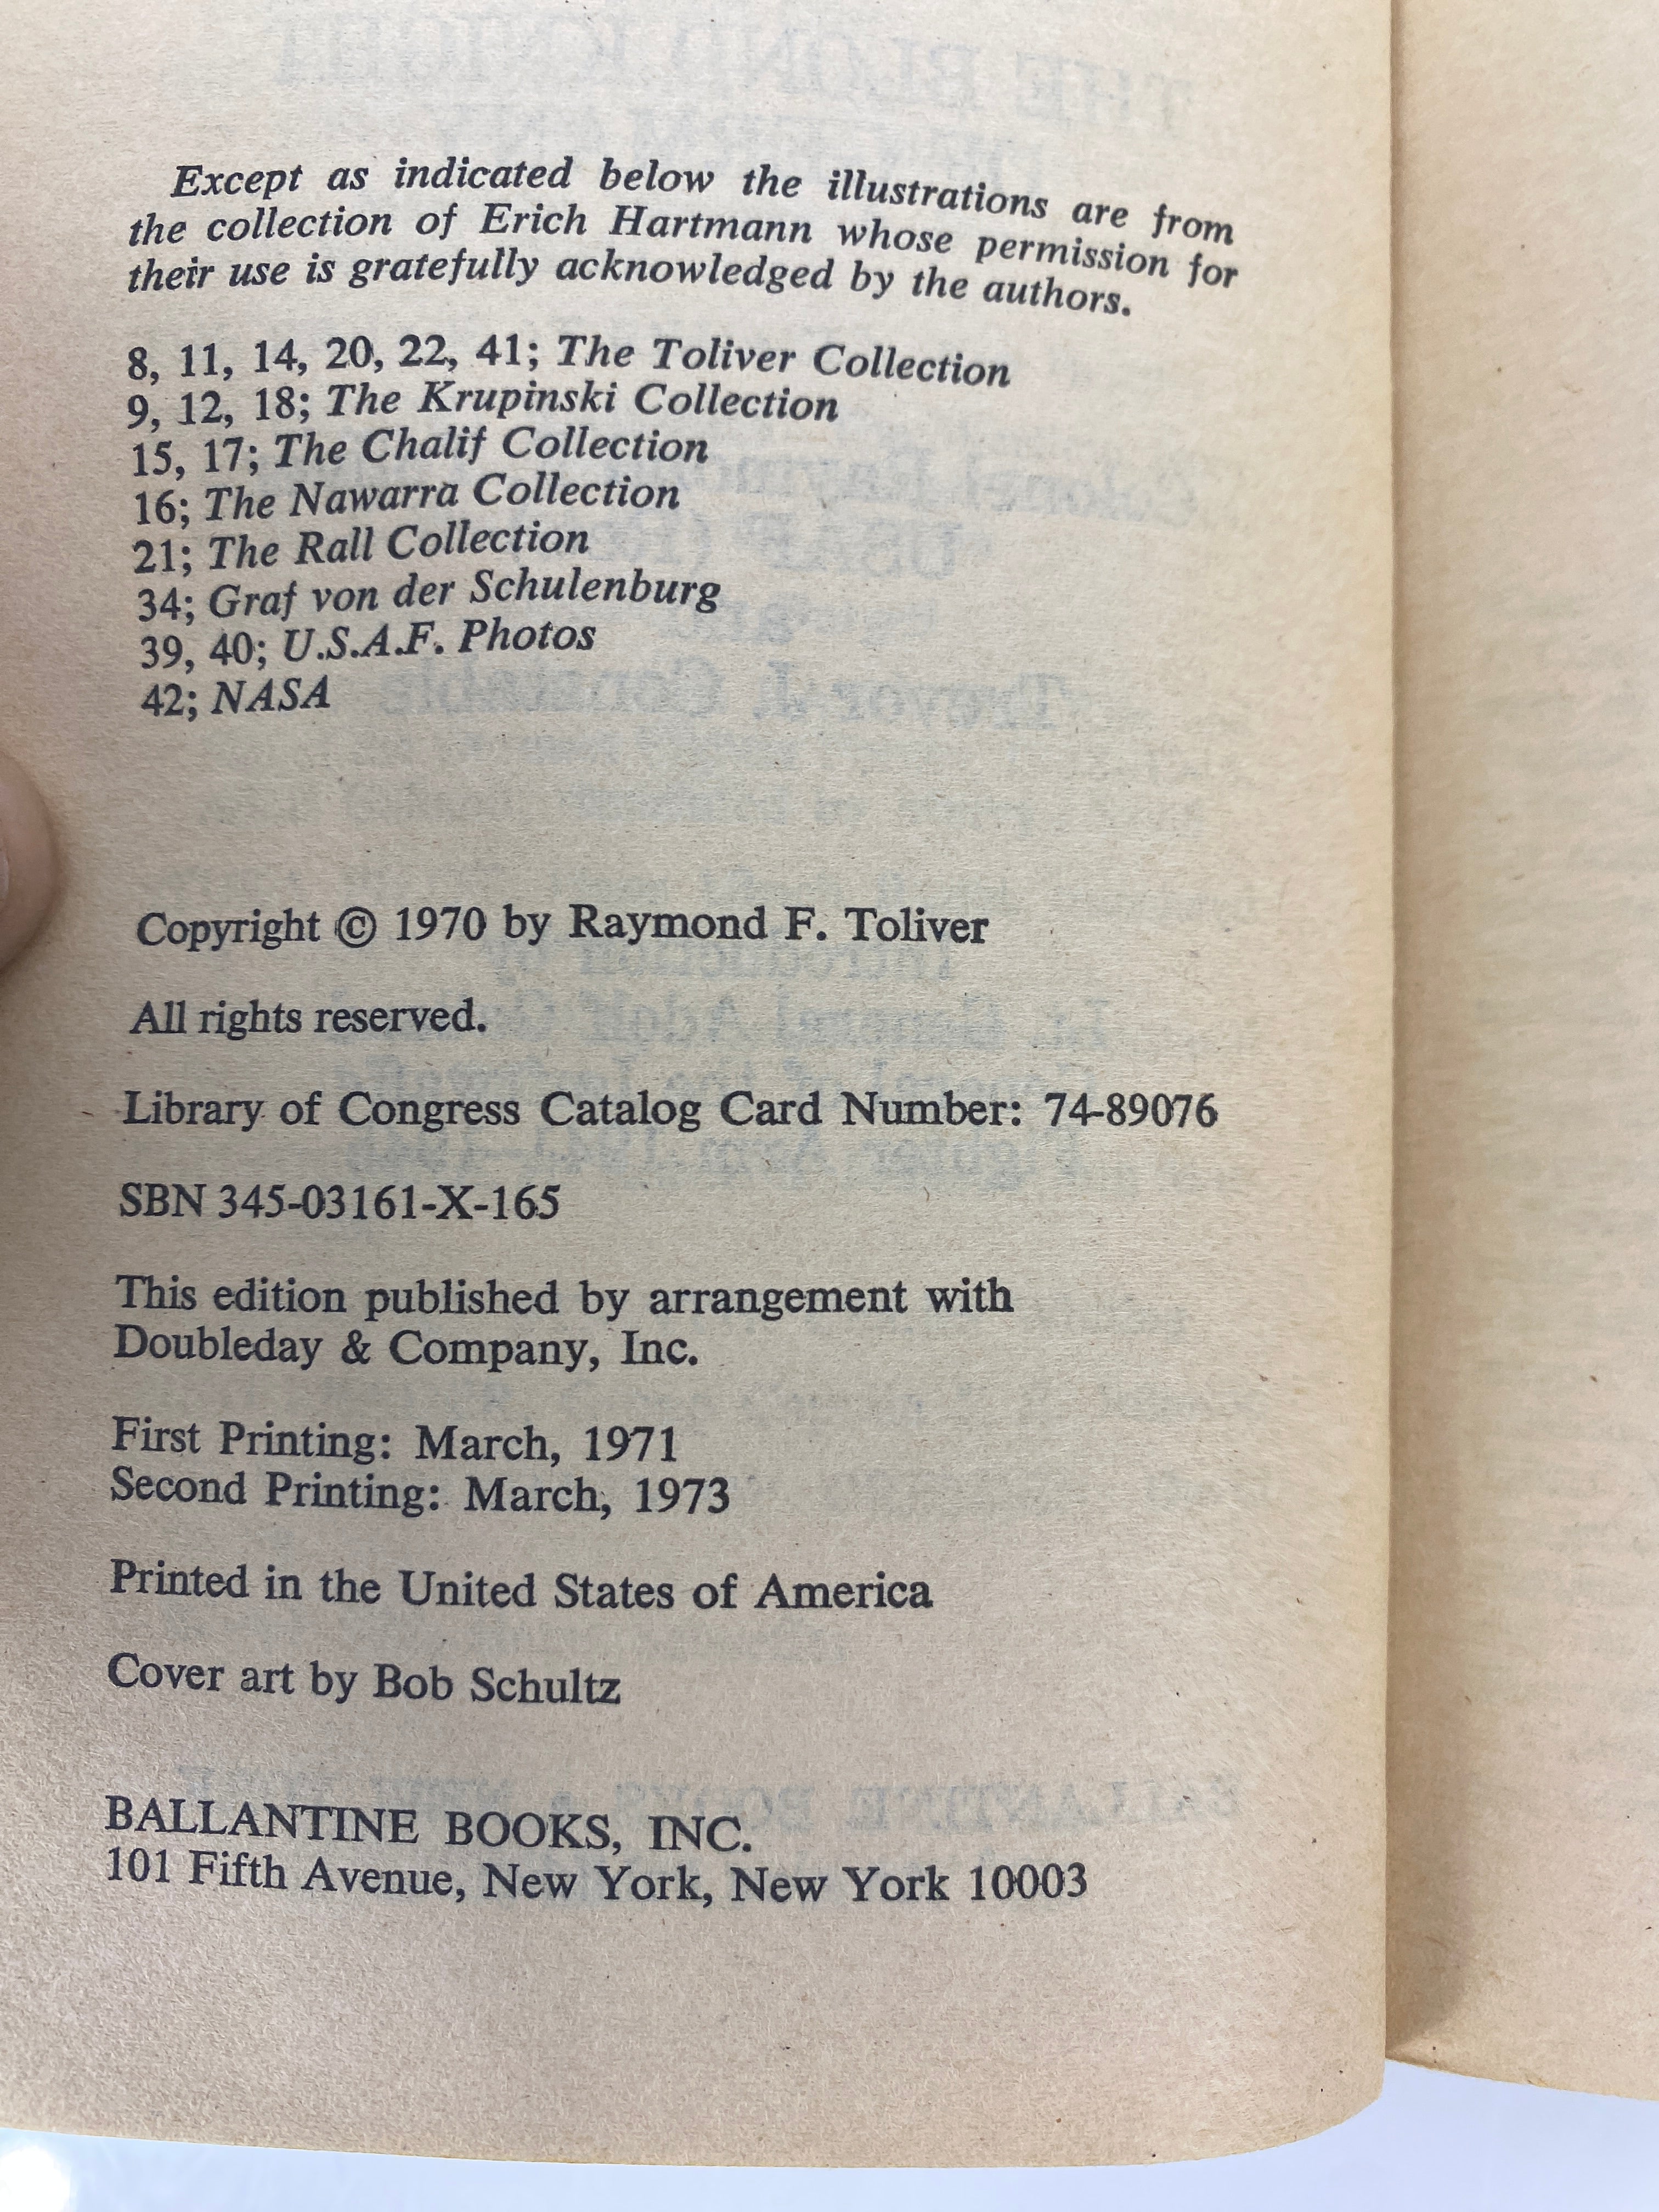 Except as indicated below the illustrations are from
the collection of Erich Hartmann whose permission for
their use is gratefully acknowledged by the authors.
8, 11, 14, 20, 22, 41; The Toliver Collection
9, 12, 18; The Krupinski Collection
15, 17; The Chalif Collection
16; The Nawarra Collection
21; The Rall Collection
34; Graf von der Schulenburg
39, 40; U.S.A.F. Photos
42; NASA
Copyright © 1970 by Raymond F. Toliver
All rights reserved.
Library of Congress Catalog Card Number: 74-89076
SBN 345-03161-X-165
This edition published by arrangement with
Doubleday & Company, Inc.
First Printing: March, 1971
Second Printing: March, 1973
Printed in the United States of America
Cover art by Bob Schultz
BALLANTINE BOOKS, INC.
101 Fifth Avenue, New York, New York 10003